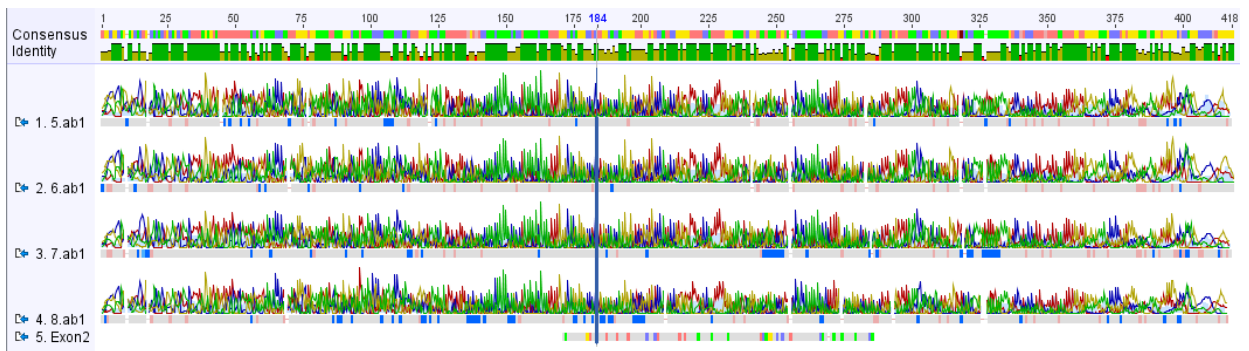 1 25 50 75 100 125 150 175 184 200 225 250 275 300 325 350 375 400 418
Consensus
Identity
1. 5.ab1
2. 6.ab1
3. 7.ab1
4. 8.ab1
5. Exon2